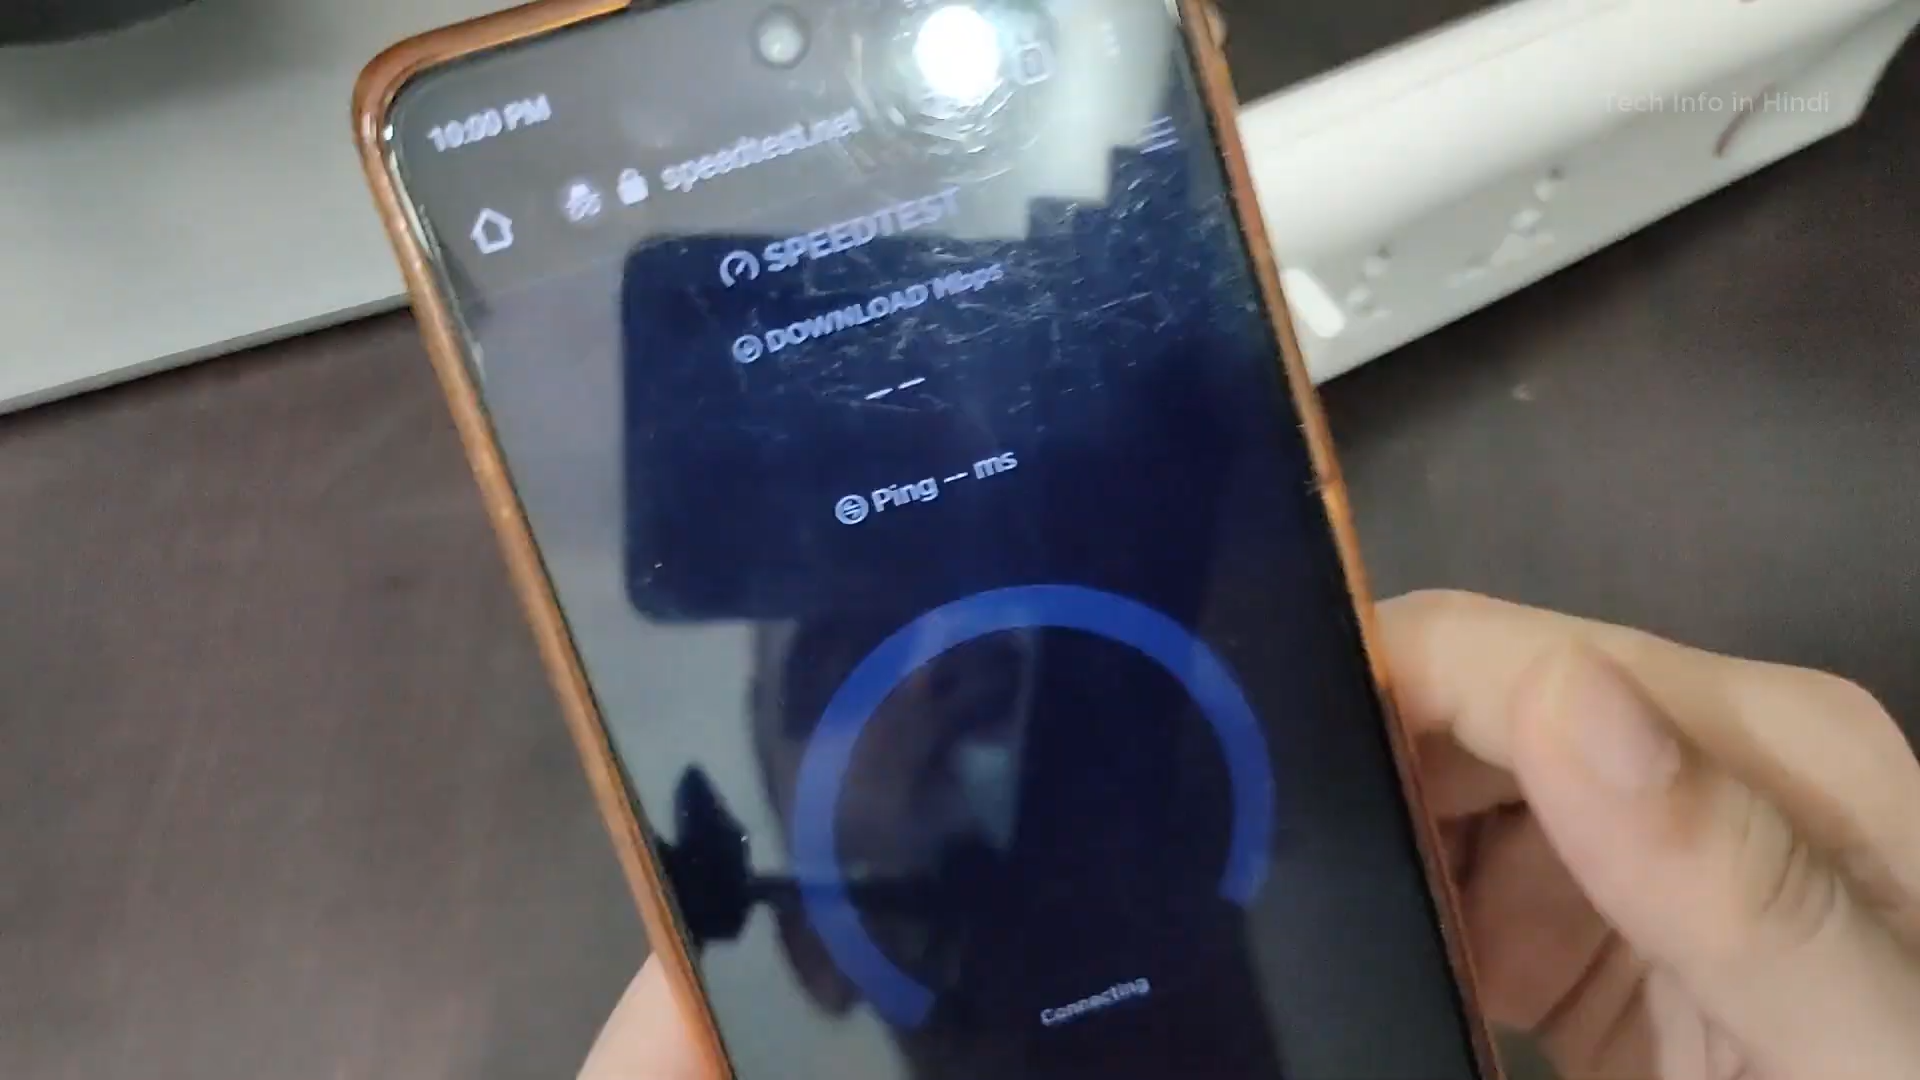 Tech Info in Hindi
10:00 PM
speedtest.net
SPEEDTEST
DOWNLOAD Mbps
— —
Ping — ms
Connecting